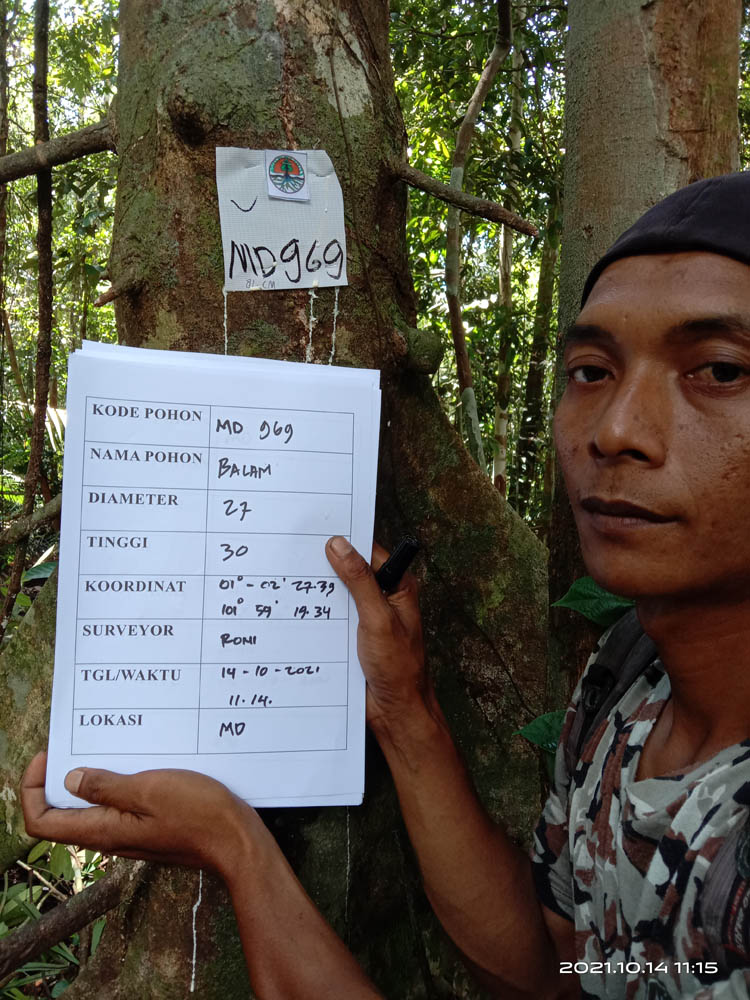 MD969
81 CM
KODE POHON MD 969
NAMA POHON BALAM
DIAMETER 27
TINGGI 30
KOORDINAT 01° - 02' 27.39
101° 59' 19.34
SURVEYOR RONI
TGL/WAKTU 14 - 10 - 2021
11.14.
LOKASI MD
2021.10.14 11:15